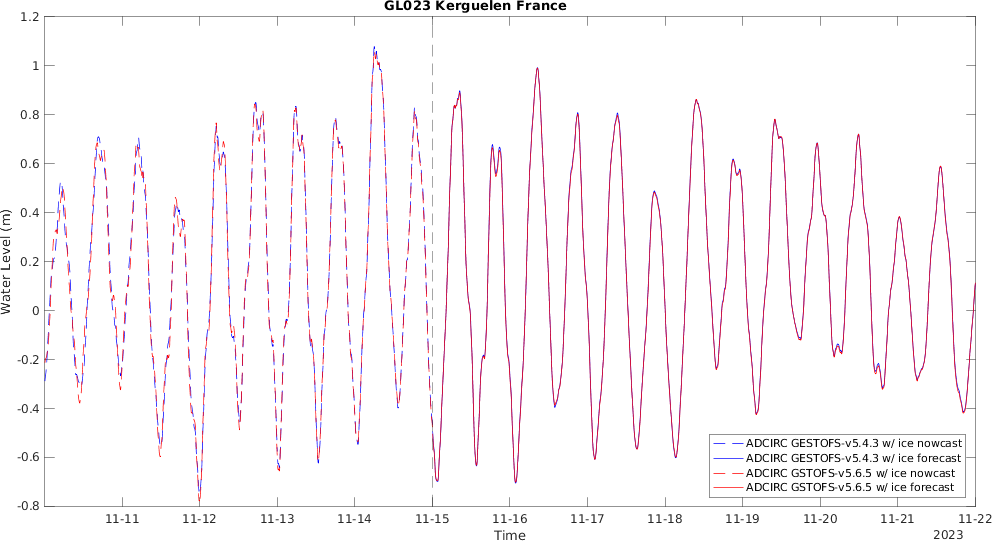 GL023 Kerguelen France
1.2
1
0.8
0.6
0.4
0.2
0
-0.2
-0.4
-0.6
-0.8
Water Level (m)
ADCIRC GESTOFS-v5.4.3 w/ ice nowcast
ADCIRC GESTOFS-v5.4.3 w/ ice forecast
ADCIRC GSTOFS-v5.6.5 w/ ice nowcast
ADCIRC GSTOFS-v5.6.5 w/ ice forecast
11-11 11-12 11-13 11-14 11-15 11-16 11-17 11-18 11-19 11-20 11-21 11-22
Time
2023